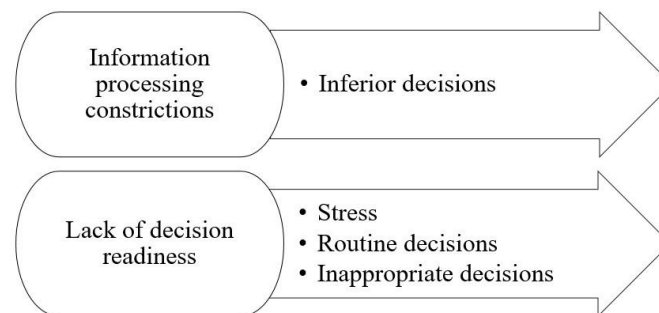 Information
processing
constrictions
• Inferior decisions
Lack of decision
readiness
• Stress
• Routine decisions
• Inappropriate decisions